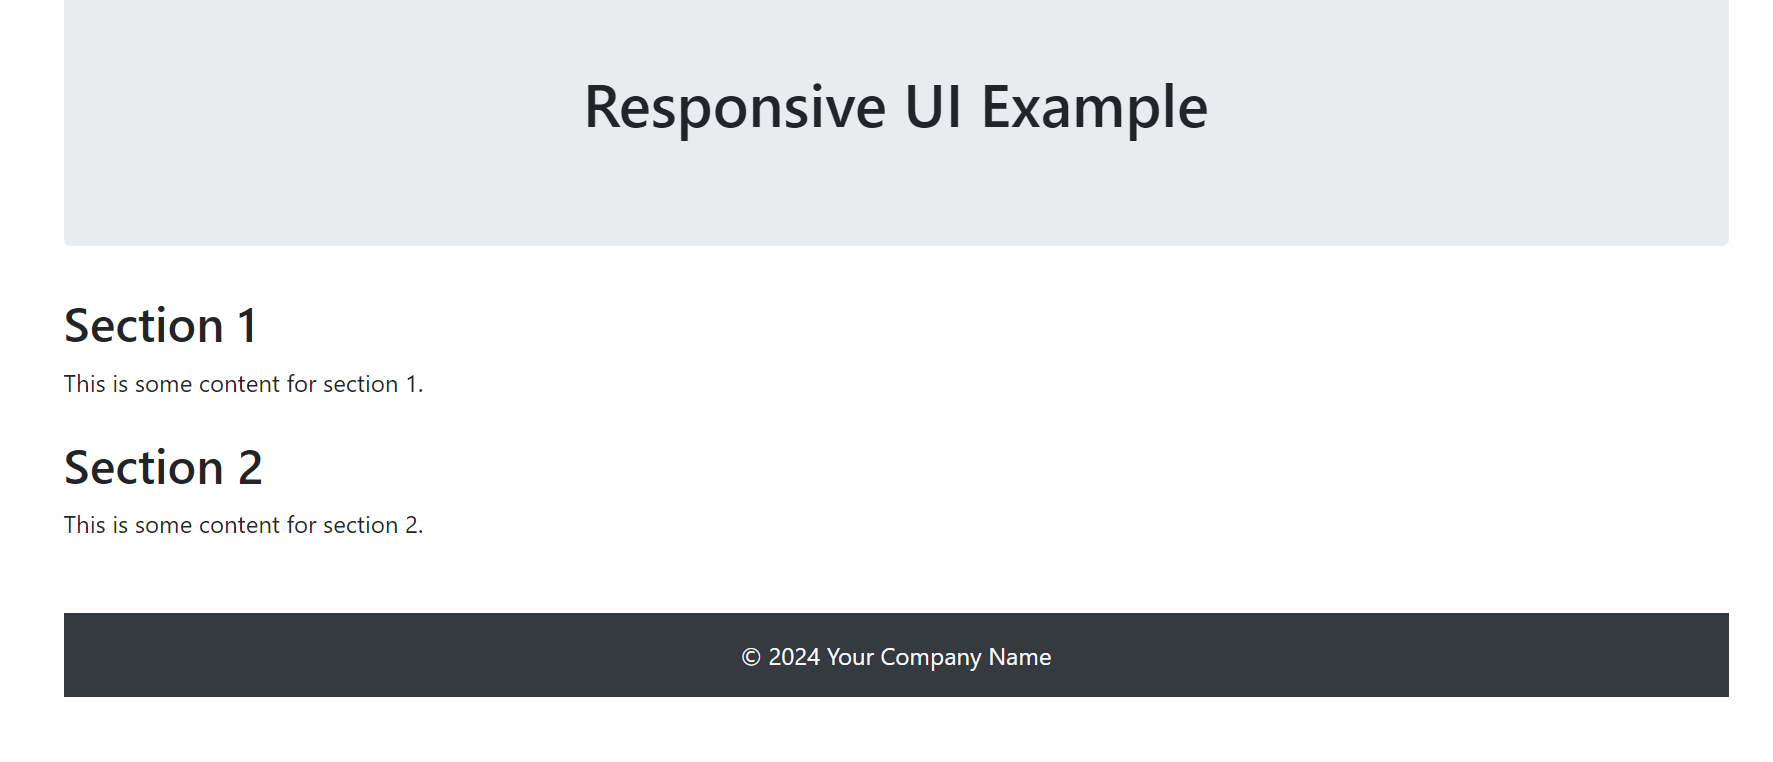 Responsive UI Example
Section 1
This is some content for section 1.
Section 2
This is some content for section 2.
© 2024 Your Company Name